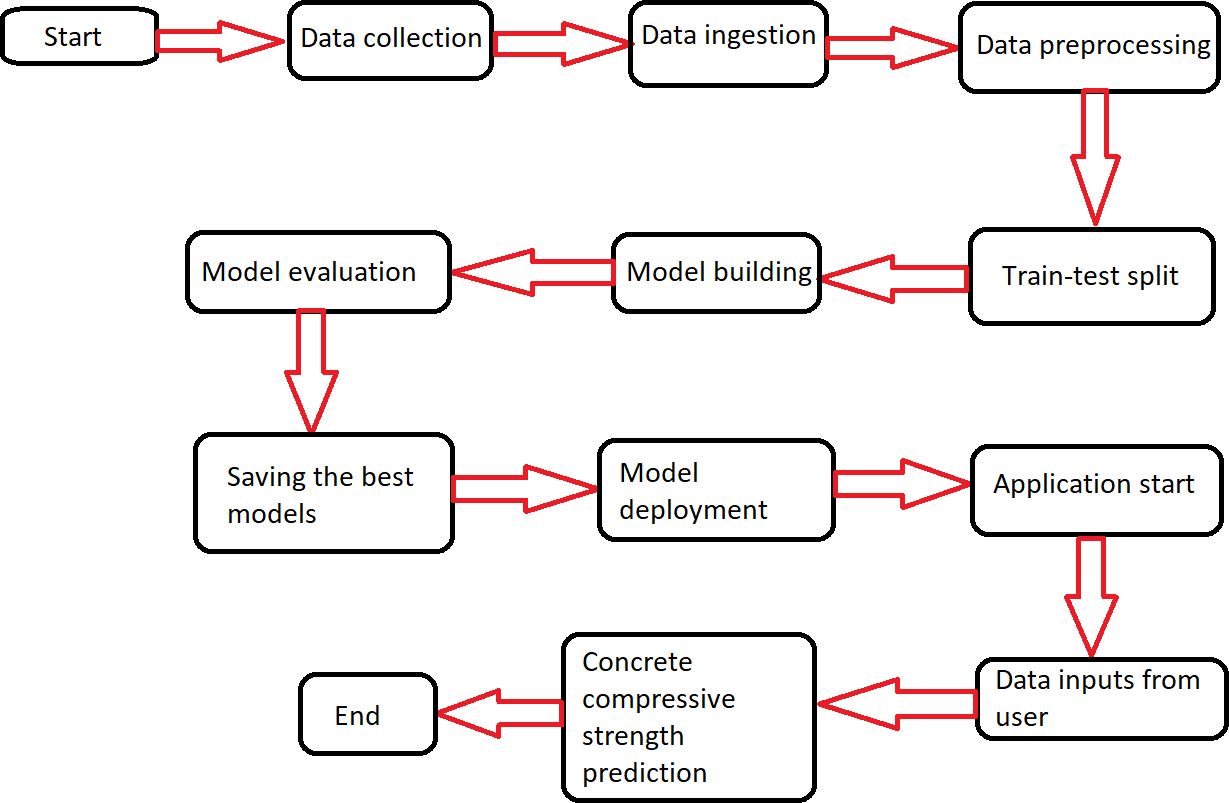 Start
Data collection
Data ingestion
Data preprocessing
Train-test split
Model building
Model evaluation
Saving the best
models
Model
deployment
Application start
Data inputs from
user
Concrete
compressive
strength
prediction
End